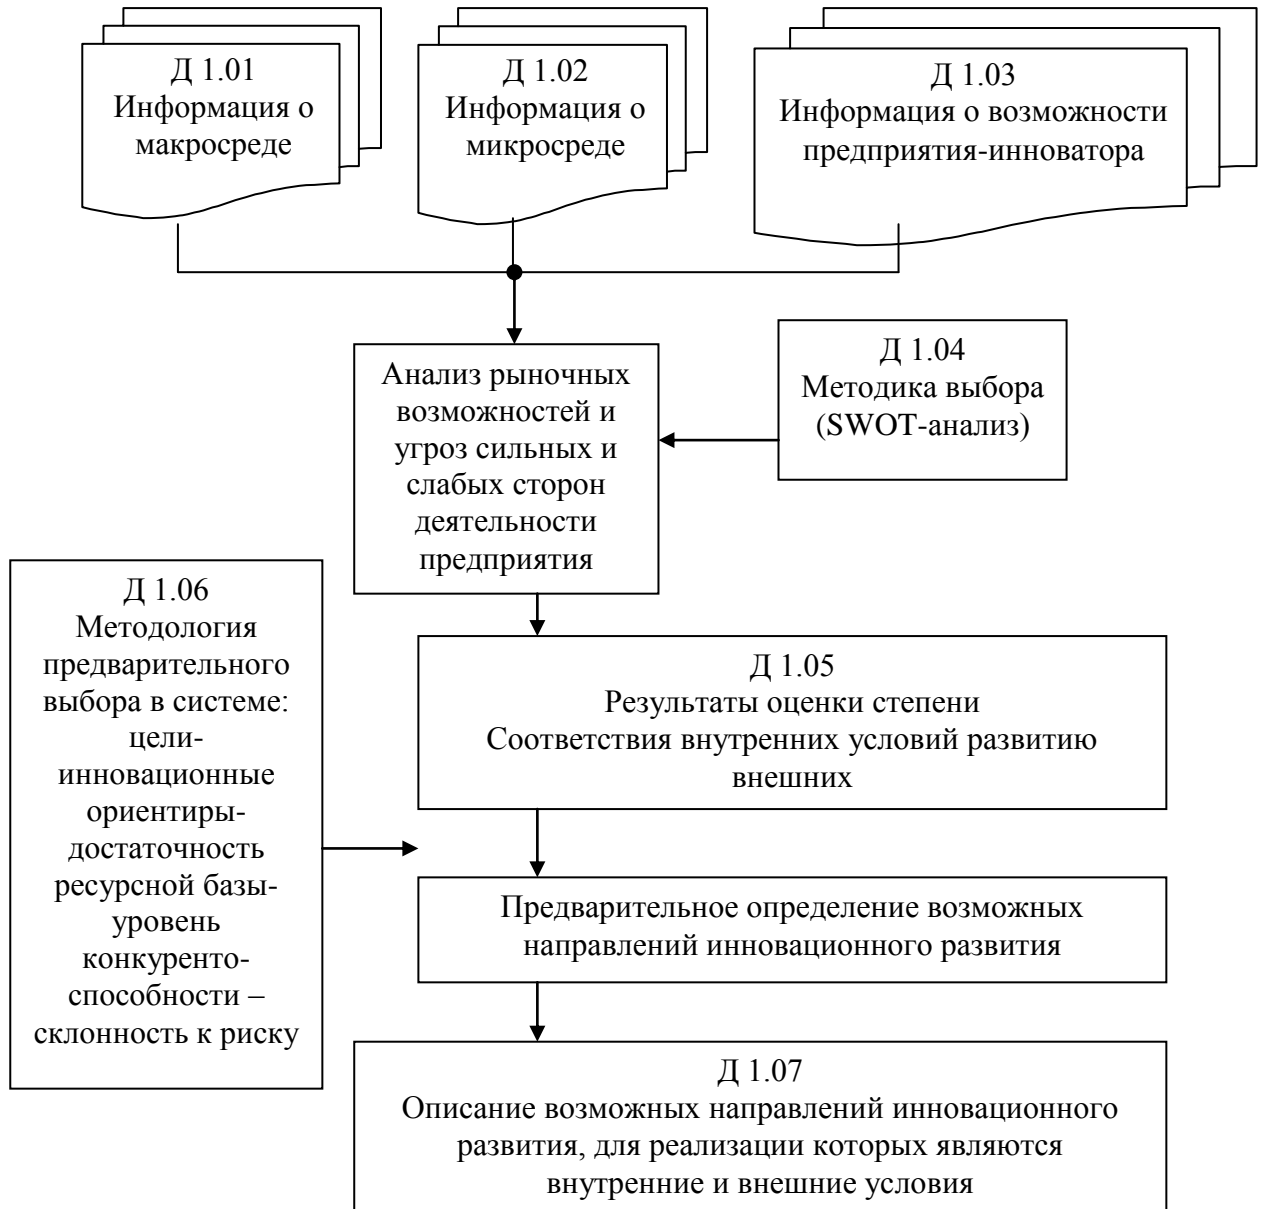 Д 1.01
Информация о
макросреде
Д 1.02
Информация о
микросреде
Д 1.03
Информация о возможности
предприятия-инноватора
Анализ рыночных
возможностей и
угроз сильных и
слабых сторон
деятельности
предприятия
Д 1.04
Методика выбора
(SWOT-анализ)
Д 1.06
Методология
предварительного
выбора в системе:
цели-
инновационные
ориентиры-
достаточность
ресурсной базы-
уровень
конкуренто-
способности –
склонность к риску
Д 1.05
Результаты оценки степени
Соответствия внутренних условий развитию
внешних
Предварительное определение возможных
направлений инновационного развития
Д 1.07
Описание возможных направлений инновационного
развития, для реализации которых являются
внутренние и внешние условия